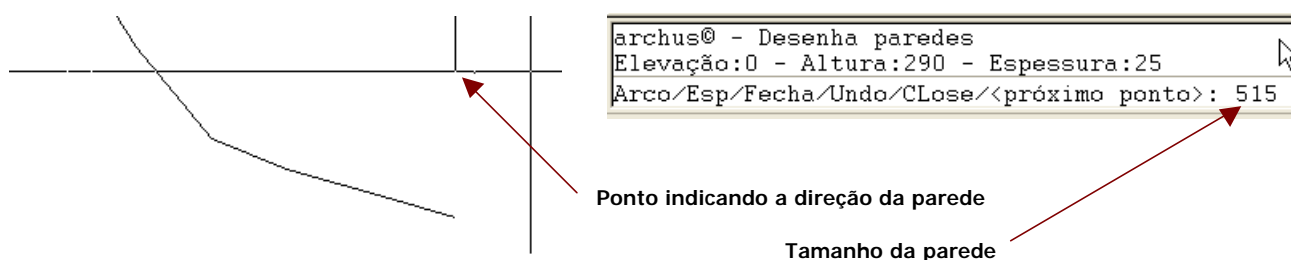 archus© - Desenha paredes
Elevação:0 - Altura:290 - Espessura:25
Arco/Esp/Fecha/Undo/CLose/<próximo ponto>: 515
Ponto indicando a direção da parede
Tamanho da parede